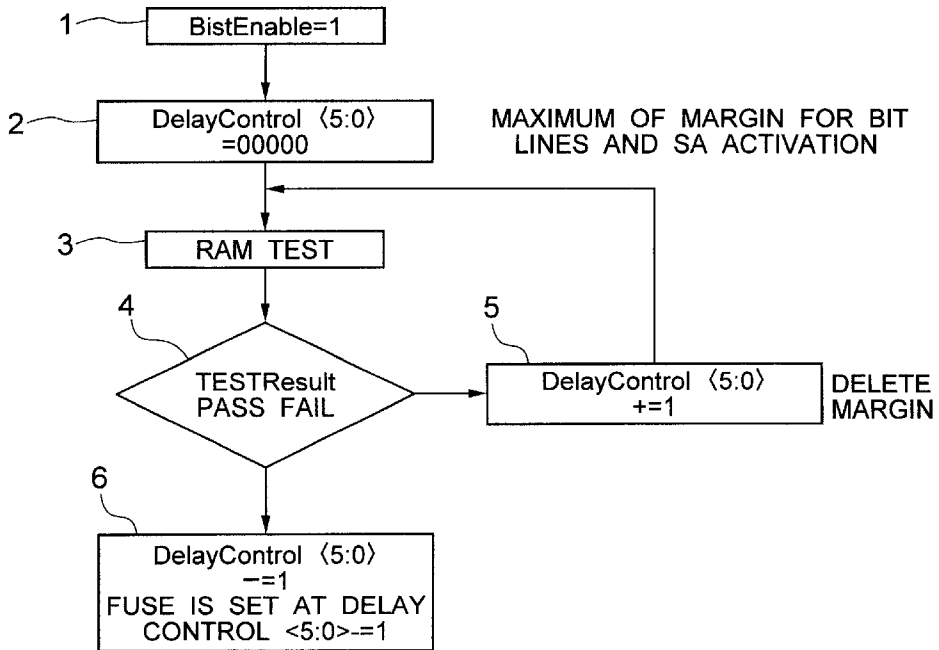 1
BistEnable=1
2
DelayControl 〈5:0〉
=00000
MAXIMUM OF MARGIN FOR BIT
LINES AND SA ACTIVATION
3
RAM TEST
4
TESTResult
PASS FAIL
5
DelayControl 〈5:0〉
+=1
DELETE
MARGIN
6
DelayControl 〈5:0〉
−=1
FUSE IS SET AT DELAY
CONTROL <5:0>-=1